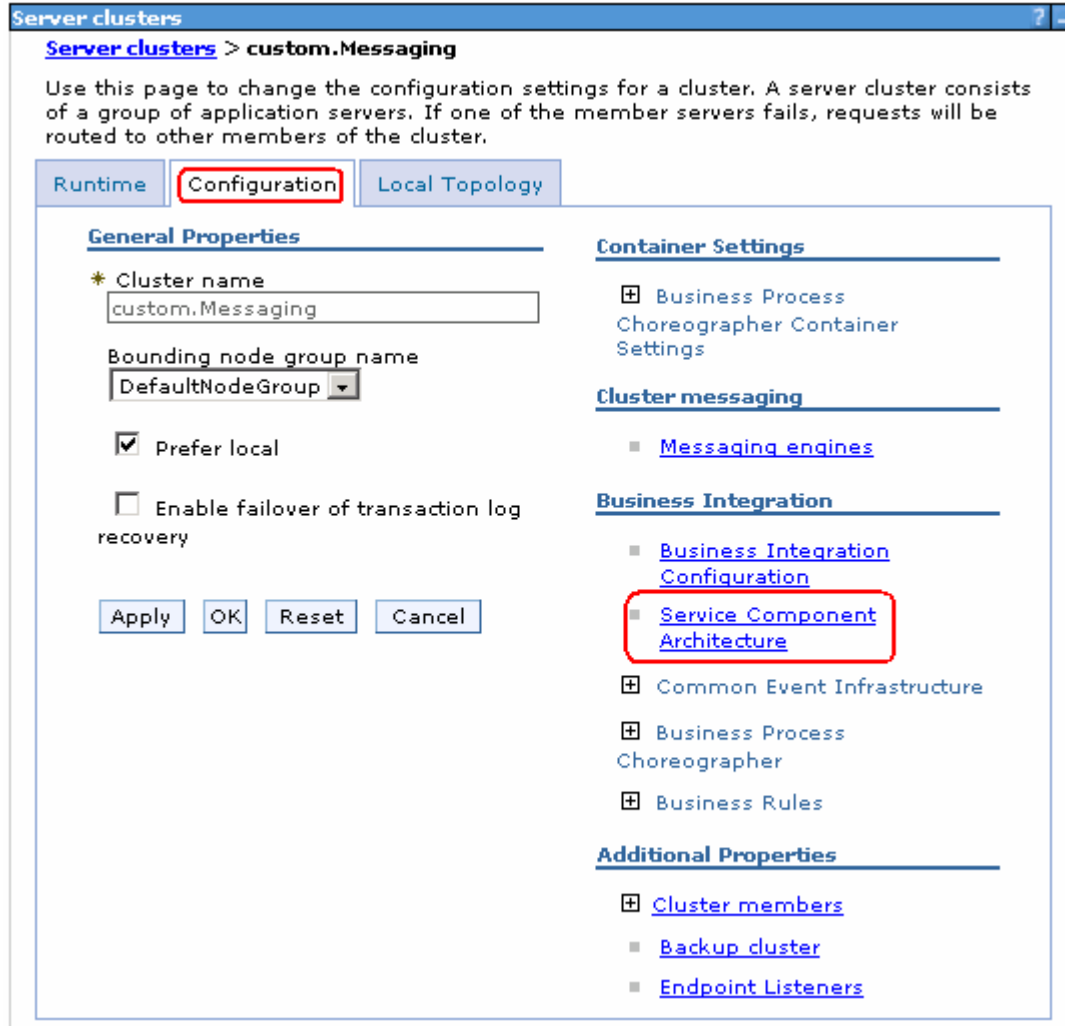 Server clusters ? -
Server clusters > custom.Messaging
Use this page to change the configuration settings for a cluster. A server cluster consists
of a group of application servers. If one of the member servers fails, requests will be
routed to other members of the cluster.
Runtime Configuration Local Topology
General Properties
* Cluster name
custom.Messaging
Bounding node group name
DefaultNodeGroup
Prefer local
Enable failover of transaction log
recovery
Apply OK Reset Cancel
Container Settings
Business Process
Choreographer Container
Settings
Cluster messaging
Messaging engines
Business Integration
Business Integration
Configuration
Service Component
Architecture
Common Event Infrastructure
Business Process
Choreographer
Business Rules
Additional Properties
Cluster members
Backup cluster
Endpoint Listeners